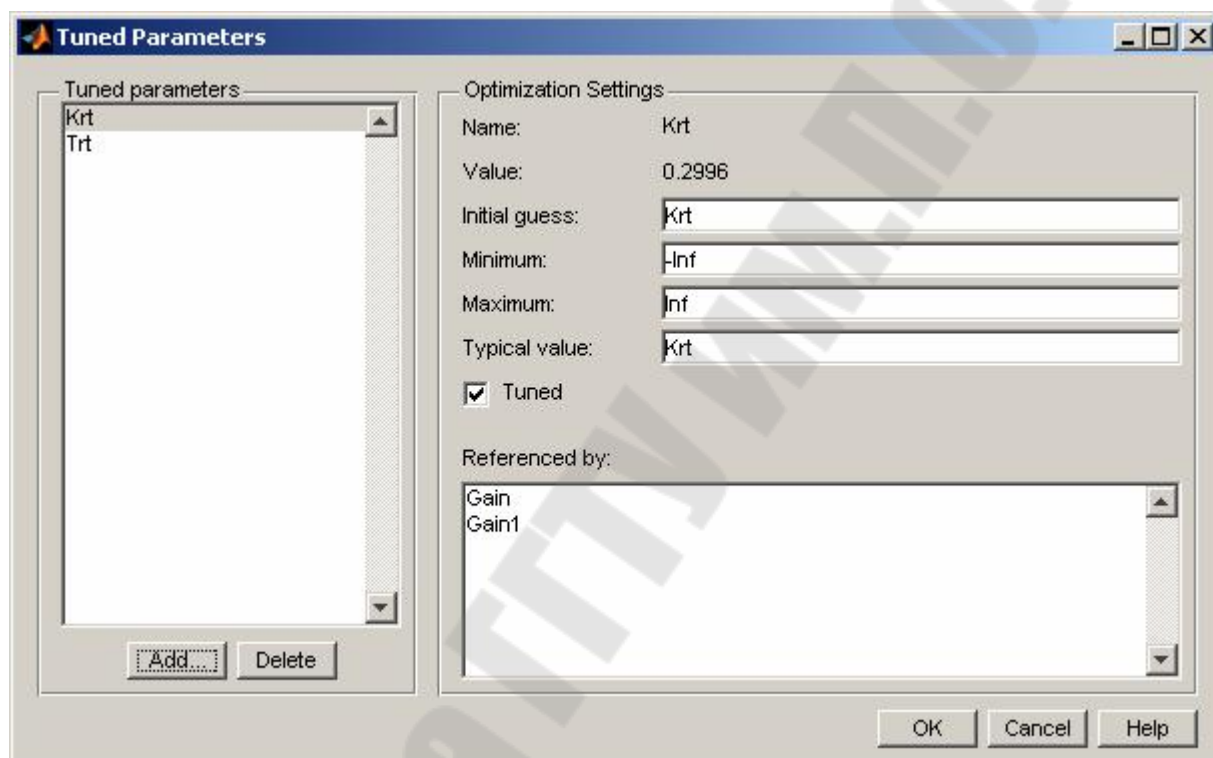 Tuned Parameters
Tuned parameters
Krt
Trt
Add...
Delete
Optimization Settings
Name: Krt
Value: 0.2996
Initial guess: Krt
Minimum: -Inf
Maximum: Inf
Typical value: Krt
Tuned
Referenced by:
Gain
Gain1
OK Cancel Help